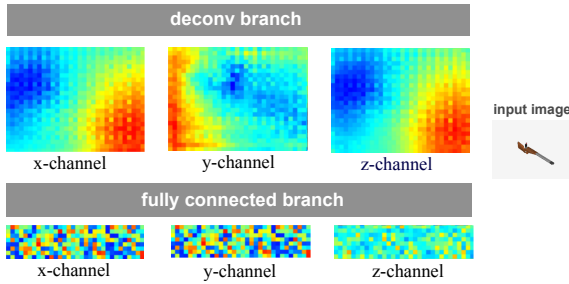 deconv branch
x-channel
y-channel
z-channel
input image
fully connected branch
x-channel
y-channel
z-channel